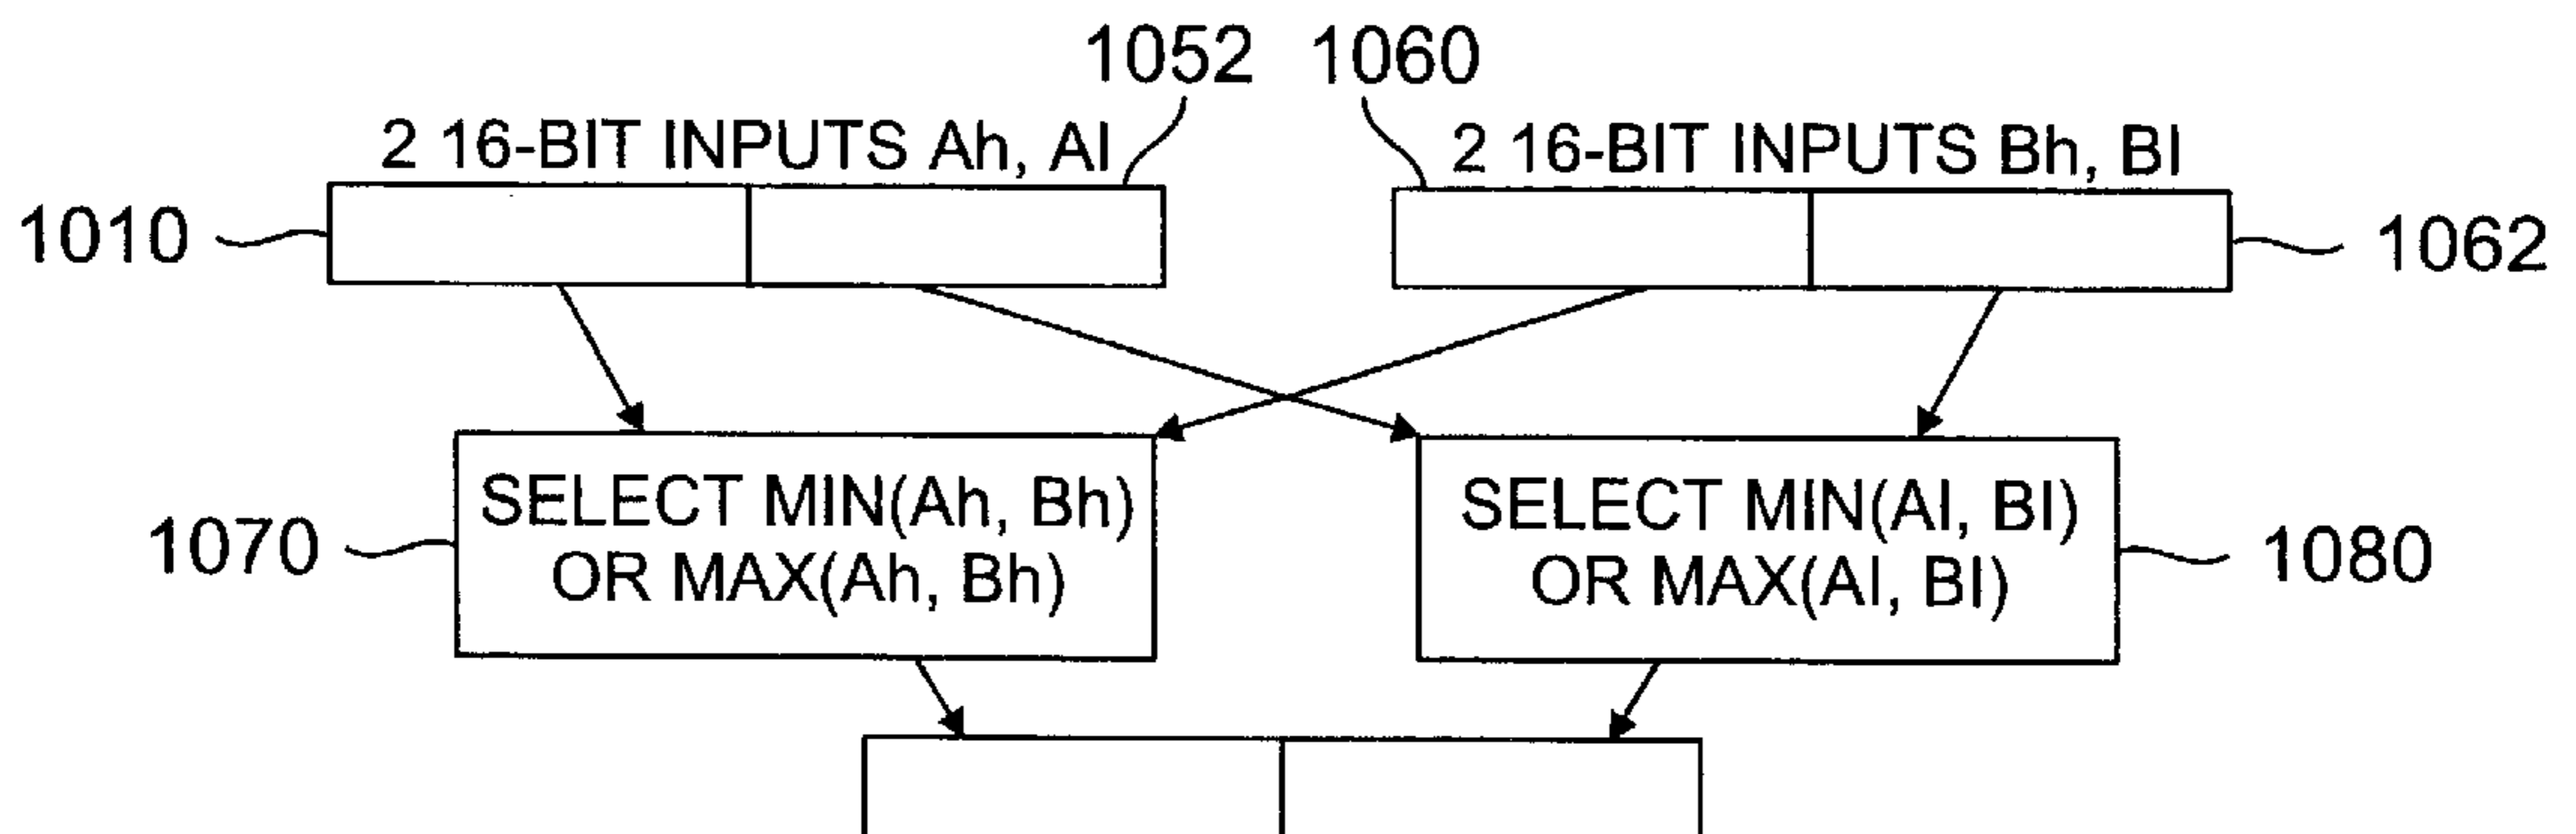 1052 1060
2 16-BIT INPUTS Ah, Al
2 16-BIT INPUTS Bh, Bl
1010
1062
SELECT MIN(Ah, Bh)
OR MAX(Ah, Bh)
SELECT MIN(Al, Bl)
OR MAX(Al, Bl)
1070
1080